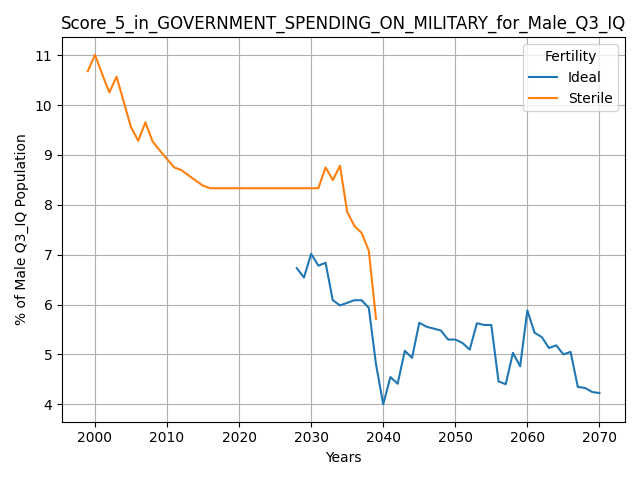 Score_5_in_GOVERNMENT_SPENDING_ON_MILITARY_for_Male_Q3_IQ
Fertility
Ideal
Sterile
% of Male Q3_IQ Population
11
10
9
8
7
6
5
4
2000 2010 2020 2030 2040 2050 2060 2070
Years